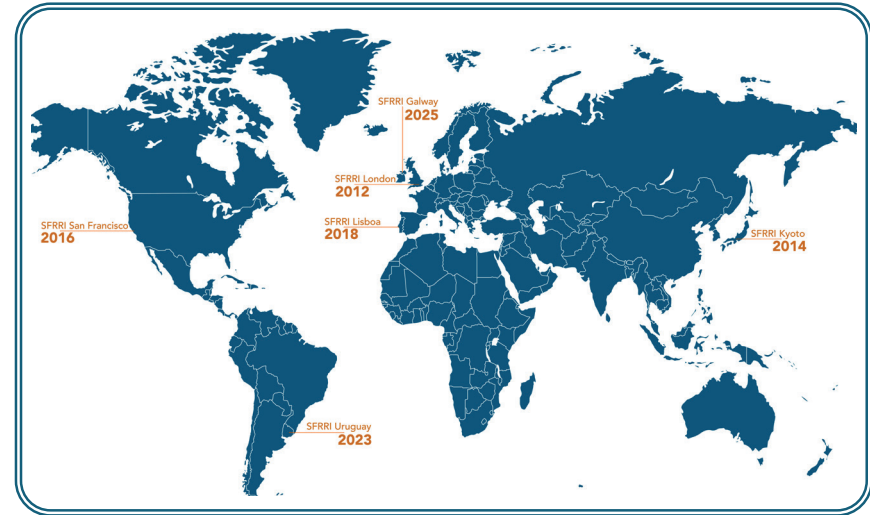 SFRRI Galway
2025
SFRRI London
2012
SFRRI Lisboa
2018
SFRRI San Francisco
2016
SFRRI Kyoto
2014
SFRRI Uruguay
2023